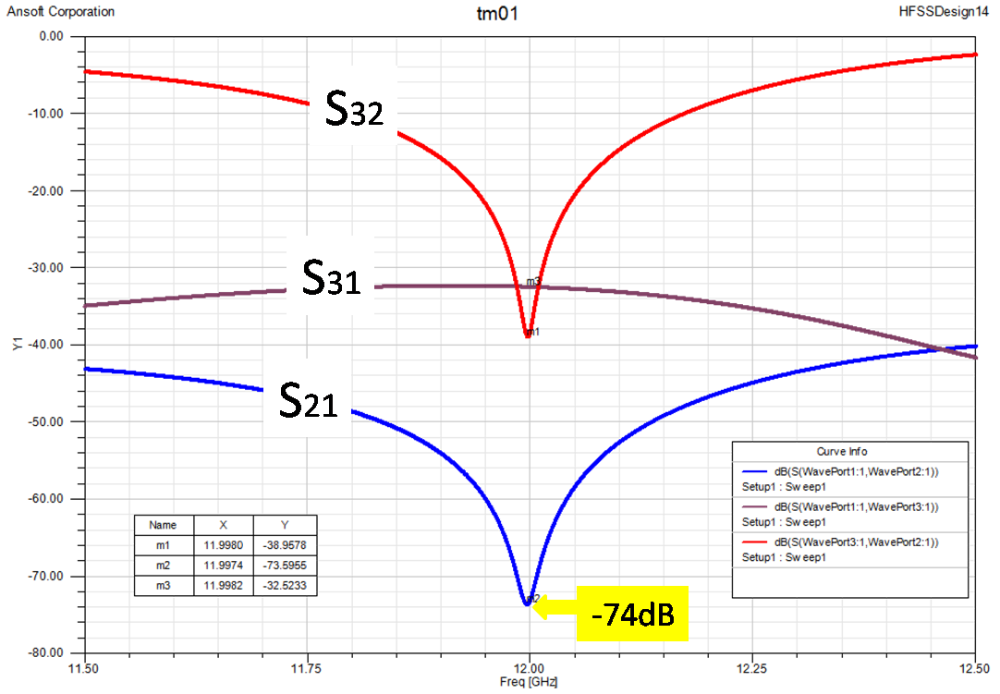 Ansoft Corporation
tm01
HFSSDesign14
0.00
-10.00
-20.00
-30.00
-40.00
-50.00
-60.00
-70.00
-80.00
Y1
S32
S31
S21
m3
m1
m2
-74dB
Curve Info
dB(S(WavePort1:1,WavePort2:1))
Setup1 : Sweep1
dB(S(WavePort1:1,WavePort3:1))
Setup1 : Sweep1
dB(S(WavePort3:1,WavePort2:1))
Setup1 : Sweep1
Name X Y
m1 11.9980 -38.9578
m2 11.9974 -73.5955
m3 11.9982 -32.5233
11.50 11.75 12.00 12.25 12.50
Freq [GHz]